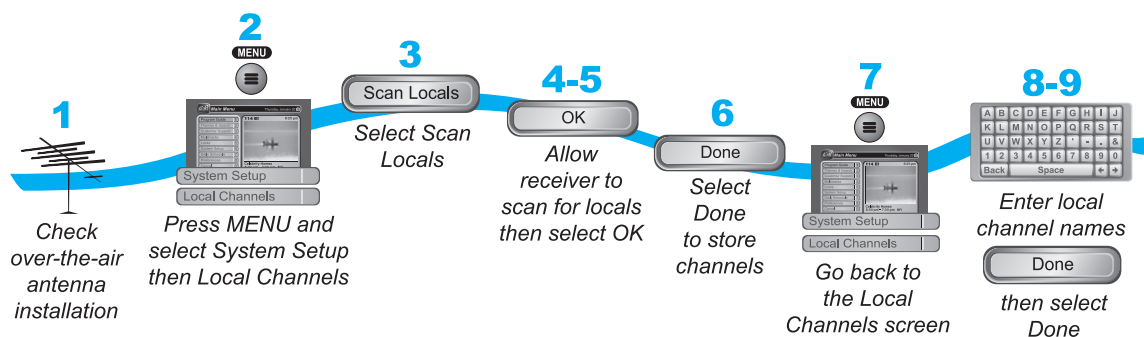 1
Check
over-the-air
antenna
installation
2
MENU
Main Menu
System Setup
Local Channels
Press MENU and
select System Setup
then Local Channels
3
Scan Locals
Select Scan
Locals
4-5
OK
Allow
receiver to
scan for locals
then select OK
6
Done
Select
Done
to store
channels
7
MENU
Main Menu
System Setup
Local Channels
Go back to
the Local
Channels screen
8-9
A B C D E F G H I J
K L M N O P Q R S T
U V W X Y Z ' - . &
1 2 3 4 5 6 7 8 9 0
Back Space ← →
Enter local
channel names
Done
then select
Done